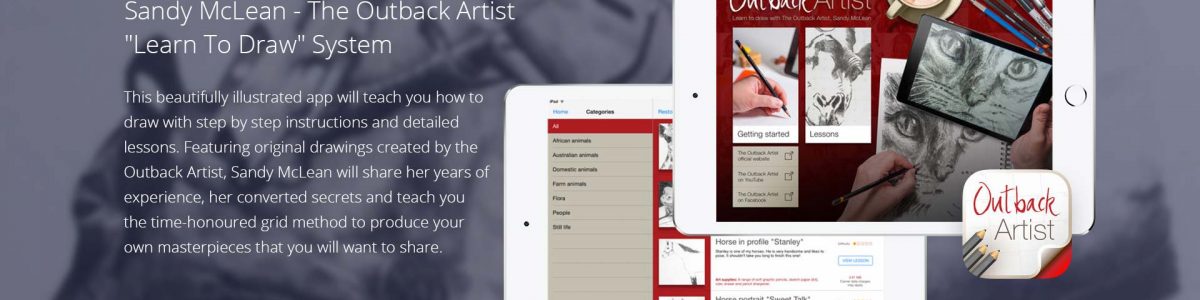 Sandy McLean - The Outback Artist
"Learn To Draw" System
This beautifully illustrated app will teach you how to
draw with step by step instructions and detailed
lessons. Featuring original drawings created by the
Outback Artist, Sandy McLean will share her years of
experience, her converted secrets and teach you
the time-honoured grid method to produce your
own masterpieces that you will want to share.
Outback Artist
Learn to draw with The Outback Artist, Sandy McLean
Getting started
Lessons
The Outback Artist
official website
The Outback Artist
on YouTube
The Outback Artist
on Facebook
iPad
Home
Categories
Resto
All
African animals
Australian animals
Domestic animals
Farm animals
Flora
People
Still life
Horse in profile "Stanley"
Stanley is one of my horses. He is very handsome and likes to
pose. It shouldn't take you long to finish this one!
Difficulty
VIEW LESSON
Horse portrait "Sweet Talk"
Outback
Artist